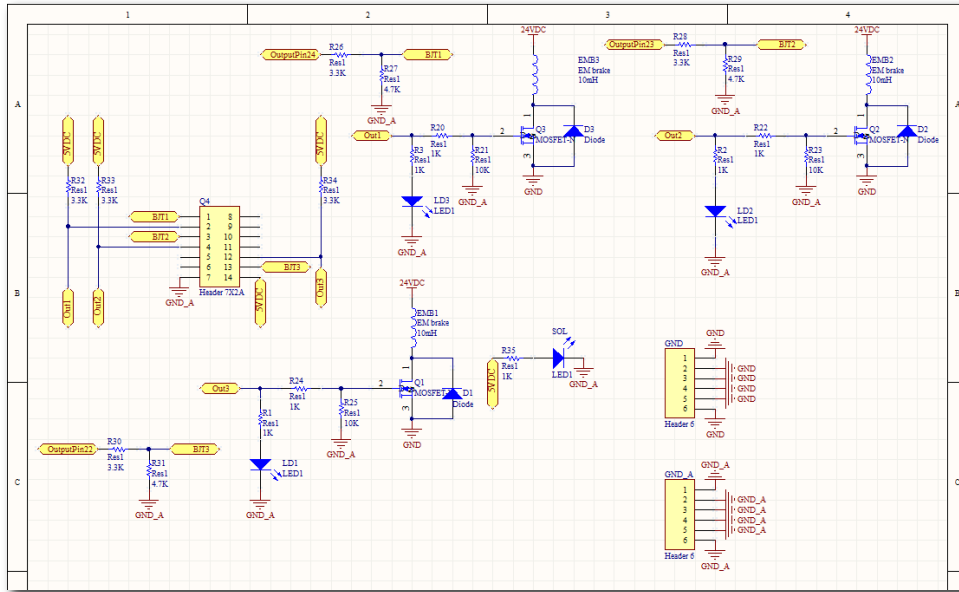 1 2 3 4
24VDC
24VDC
OutputPin24 R26 Res1 3.3K BJT1
R27 Res1 4.7K
GND_A
EMB3
EM brake
10mH
OutputPin23 R28 Res1 3.3K BJT2
R29 Res1 4.7K
GND_A
EMB2
EM brake
10mH
A
A
Out1 R20 Res1 1K
R3 Res1 1K
R21 Res1 10K
GND_A
1 2 3
Q3
MOSFET-N
D3
Diode
GND
LD3
LED1
GND_A
Out2 R22 Res1 1K
R2 Res1 1K
R23 Res1 10K
GND_A
1 2 3
Q2
MOSFET-N
D2
Diode
GND
LD2
LED1
GND_A
5VDC
5VDC
5VDC
R32 Res1 3.3K
R33 Res1 3.3K
R34 Res1 3.3K
Q4
BJT1
BJT2
1 8
2 9
3 10
4 11
5 12
6 13
7 14
BJT3
GND_A
Header 7X2A
Out1
Out2
5VDC
Out3
B
B
24VDC
EMB1
EM brake
10mH
5VDC
R35
Res1
1K
SOL
LED1
GND_A
GND
GND
1
2 GND
3 GND
4 GND
5 GND
6
Header 6
GND
Out3 R24 Res1 1K
R1 Res1 1K
R25 Res1 10K
GND_A
1 2 3
Q1
D1
Diode
GND
OutputPin22 R30 Res1 3.3K BJT3
R31 Res1 4.7K
GND_A
LD1
LED1
GND_A
C
C
GND_A
GND_A
1
2 GND_A
3 GND_A
4 GND_A
5 GND_A
6
Header 6
GND_A